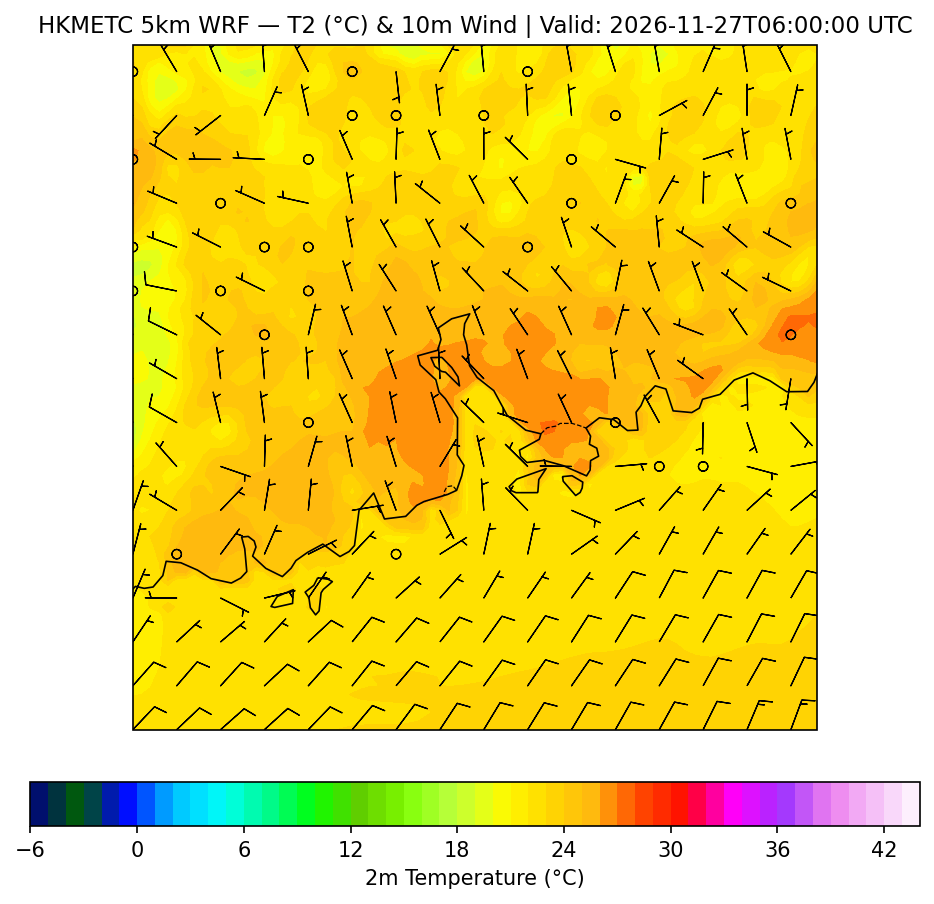 HKMETC 5km WRF — T2 (°C) & 10m Wind | Valid: 2026-11-27T06:00:00 UTC
−6 0 6 12 18 24 30 36 42
2m Temperature (°C)